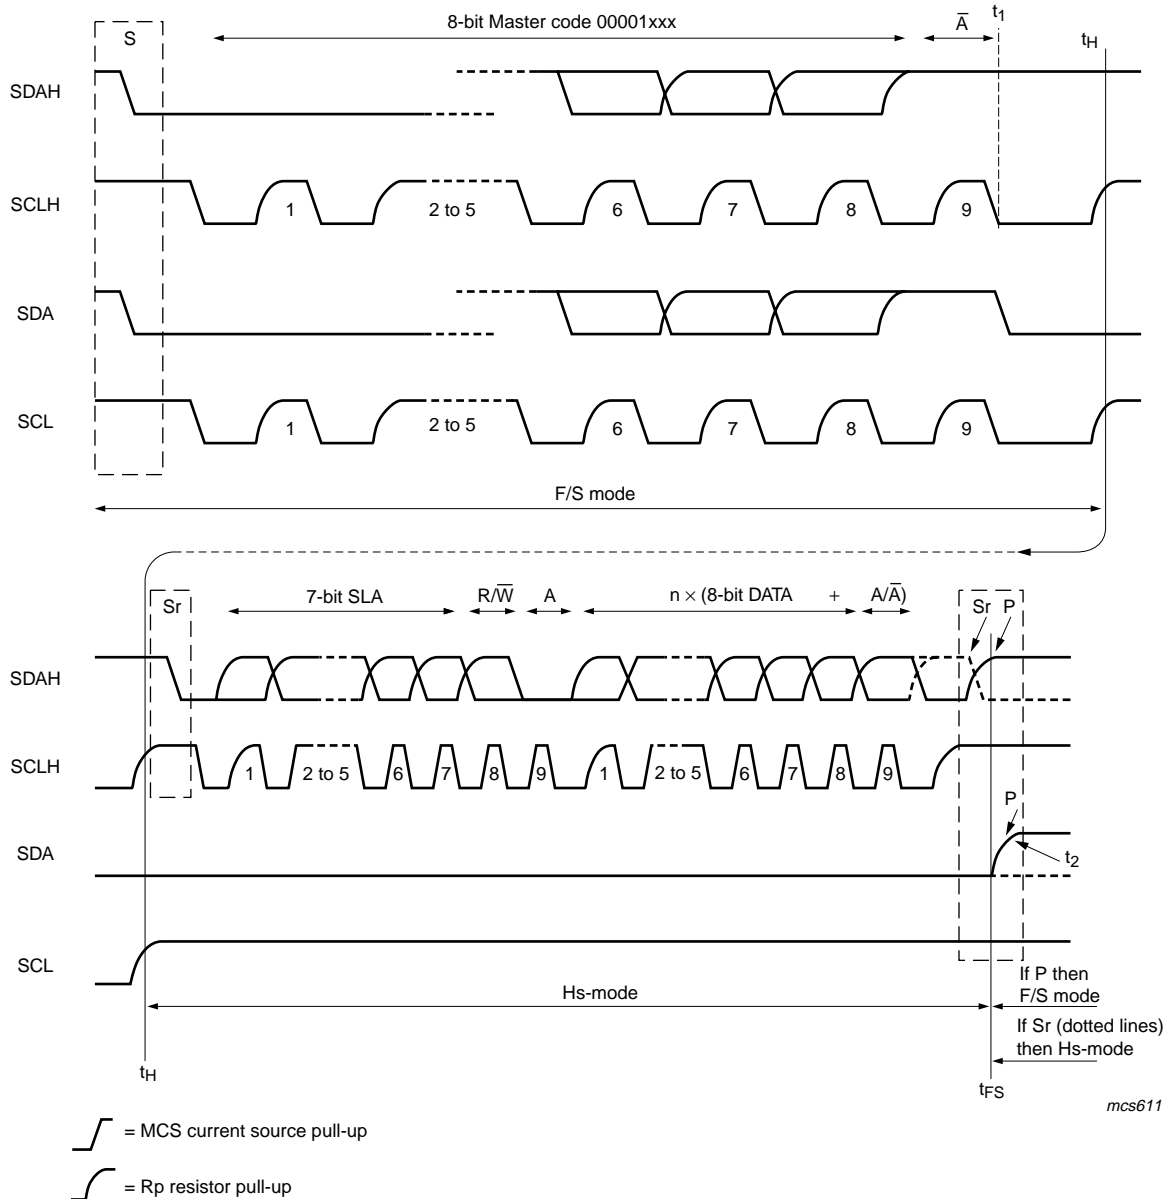 S
8-bit Master code 00001xxx
A̅
t1
tH
SDAH
SCLH
1
2 to 5
6
7
8
9
SDA
SCL
1
2 to 5
6
7
8
9
F/S mode
Sr
7-bit SLA
R/W̅
A
n × (8-bit DATA + A/A̅)
Sr P
SDAH
SCLH
1
2 to 5
6
7
8
9
1
2 to 5
6
7
8
9
P
SDA
t2
SCL
Hs-mode
If P then
F/S mode
If Sr (dotted lines)
then Hs-mode
tH
tFS
mcs611
= MCS current source pull-up
= Rp resistor pull-up